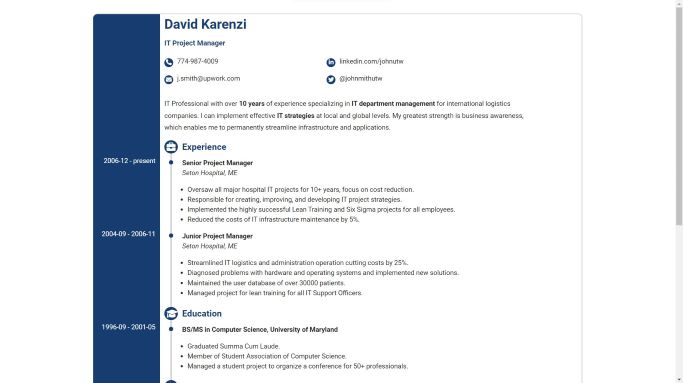 David Karenzi
IT Project Manager
774-987-4009
linkedin.com/johnutw
j.smith@upwork.com
@johnmithutw
IT Professional with over 10 years of experience specializing in IT department management for international logistics
companies. I can implement effective IT strategies at local and global levels. My greatest strength is business awareness,
which enables me to permanently streamline infrastructure and applications.
Experience
2006-12 - present
Senior Project Manager
Seton Hospital, ME
• Oversaw all major hospital IT projects for 10+ years, focus on cost reduction.
• Responsible for creating, improving, and developing IT project strategies.
• Implemented the highly successful Lean Training and Six Sigma projects for all employees.
• Reduced the costs of IT infrastructure maintenance by 5%.
2004-09 - 2006-11
Junior Project Manager
Seton Hospital, ME
• Streamlined IT logistics and administration operation cutting costs by 25%.
• Diagnosed problems with hardware and operating systems and implemented new solutions.
• Maintained the user database of over 30000 patients.
• Managed project for lean training for all IT Support Officers.
Education
1996-09 - 2001-05
BS/MS in Computer Science, University of Maryland
• Graduated Summa Cum Laude.
• Member of Student Association of Computer Science.
• Managed a student project to organize a conference for 50+ professionals.